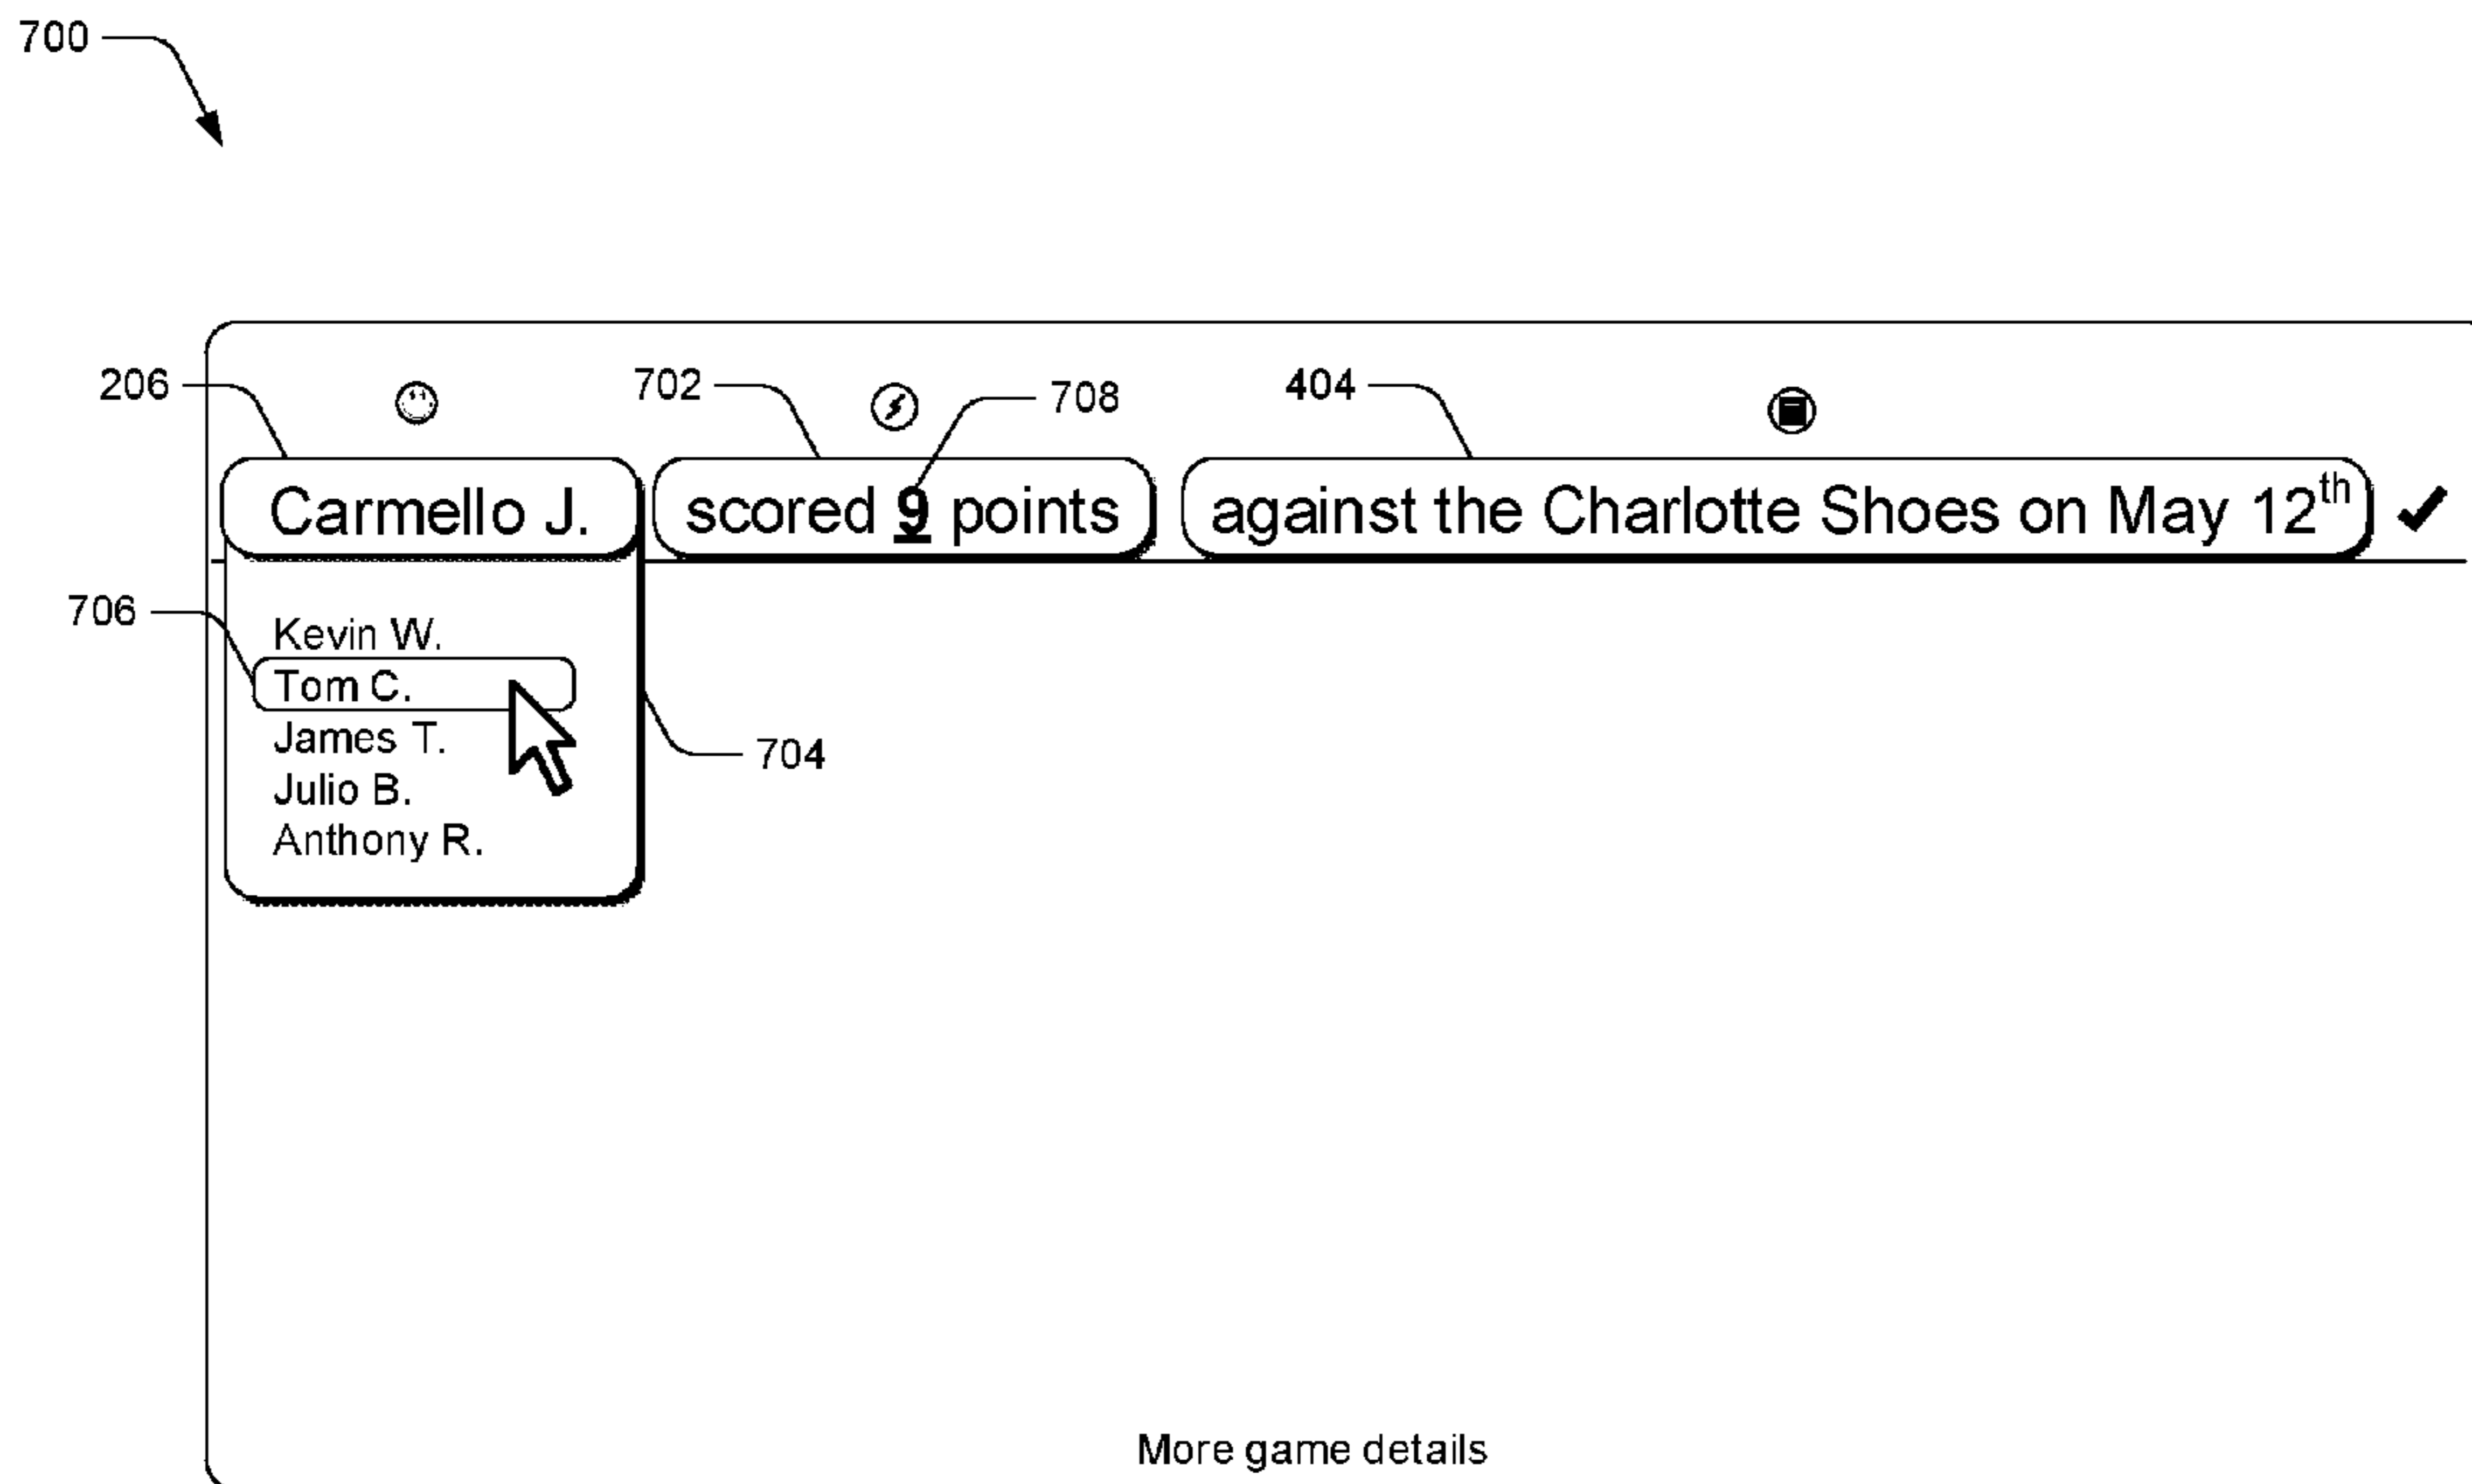 700
206
702
708
404
Carmello J.
scored 9 points
against the Charlotte Shoes on May 12th
706
Kevin W.
Tom C.
James T.
704
Julio B.
Anthony R.
More game details